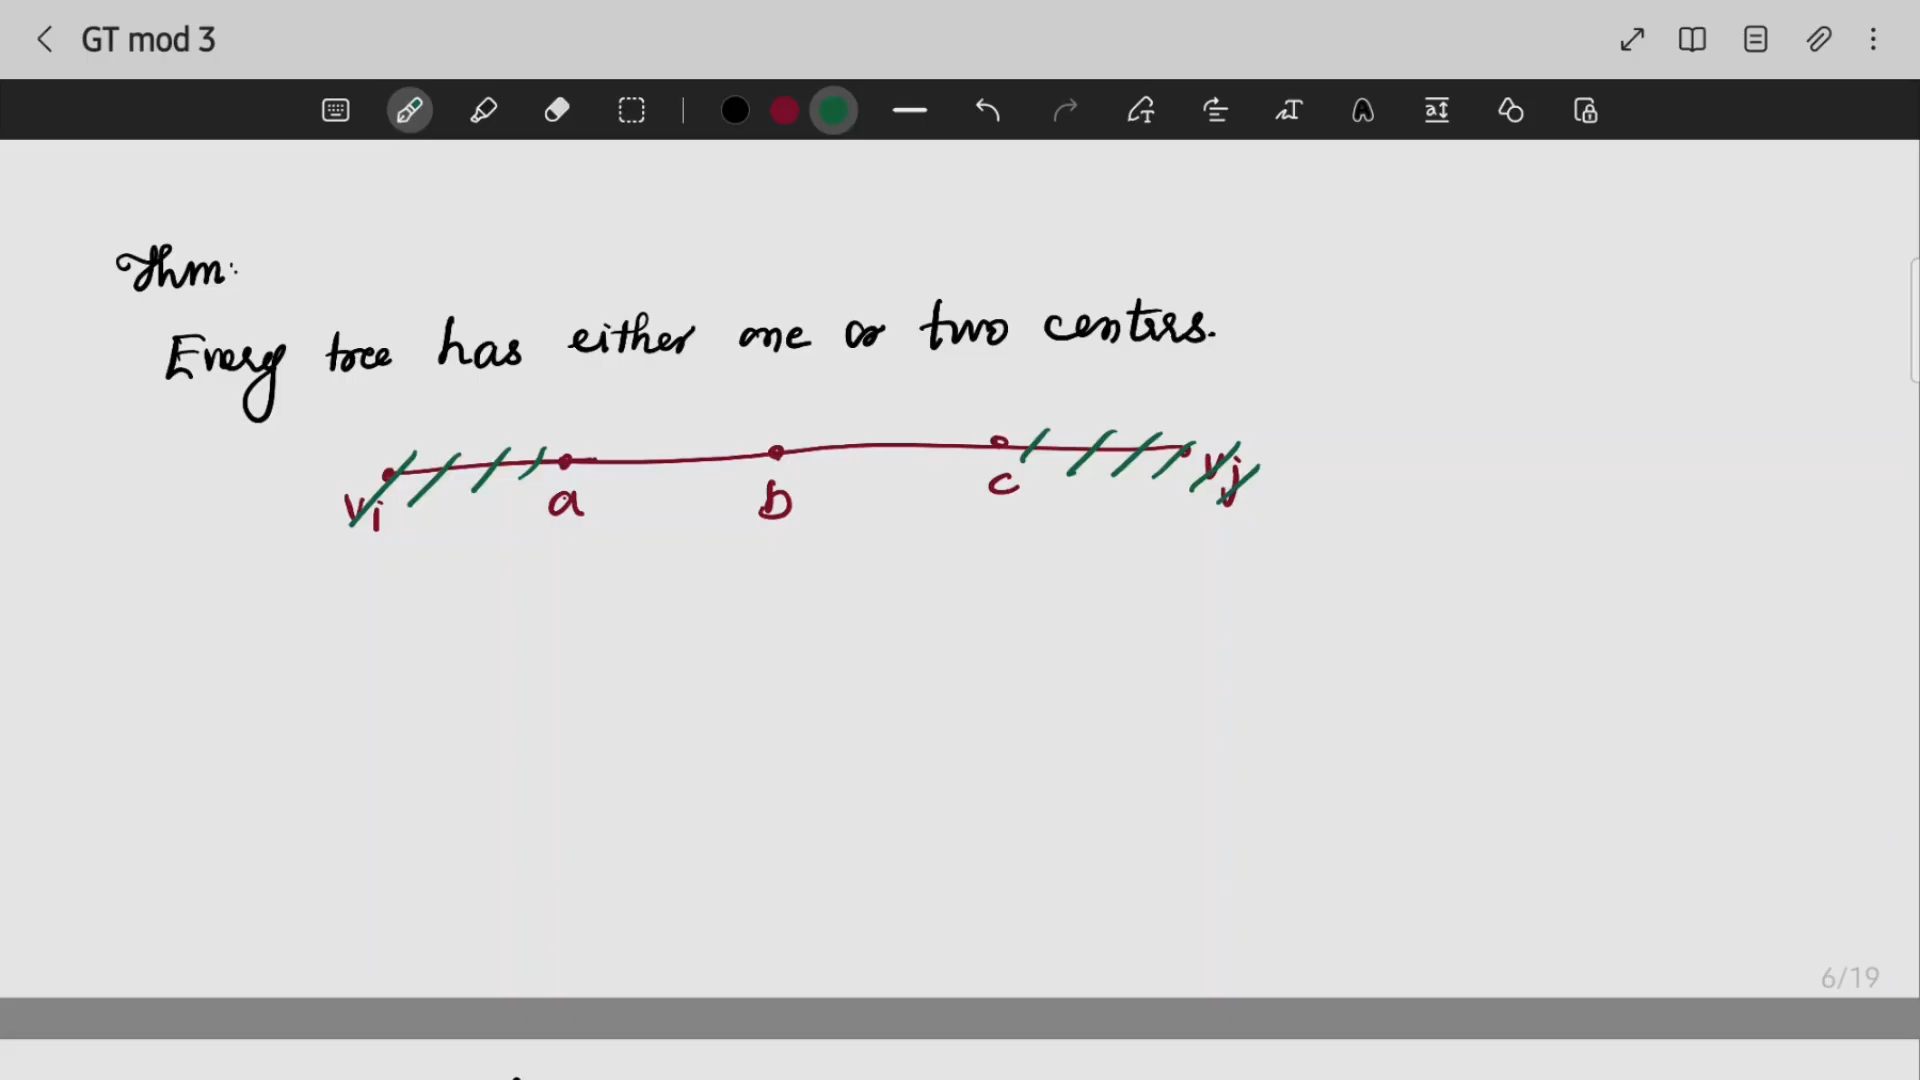 GT mod 3
Thm:
Every tree has either one or two centers.
vi a b c vj
6/19